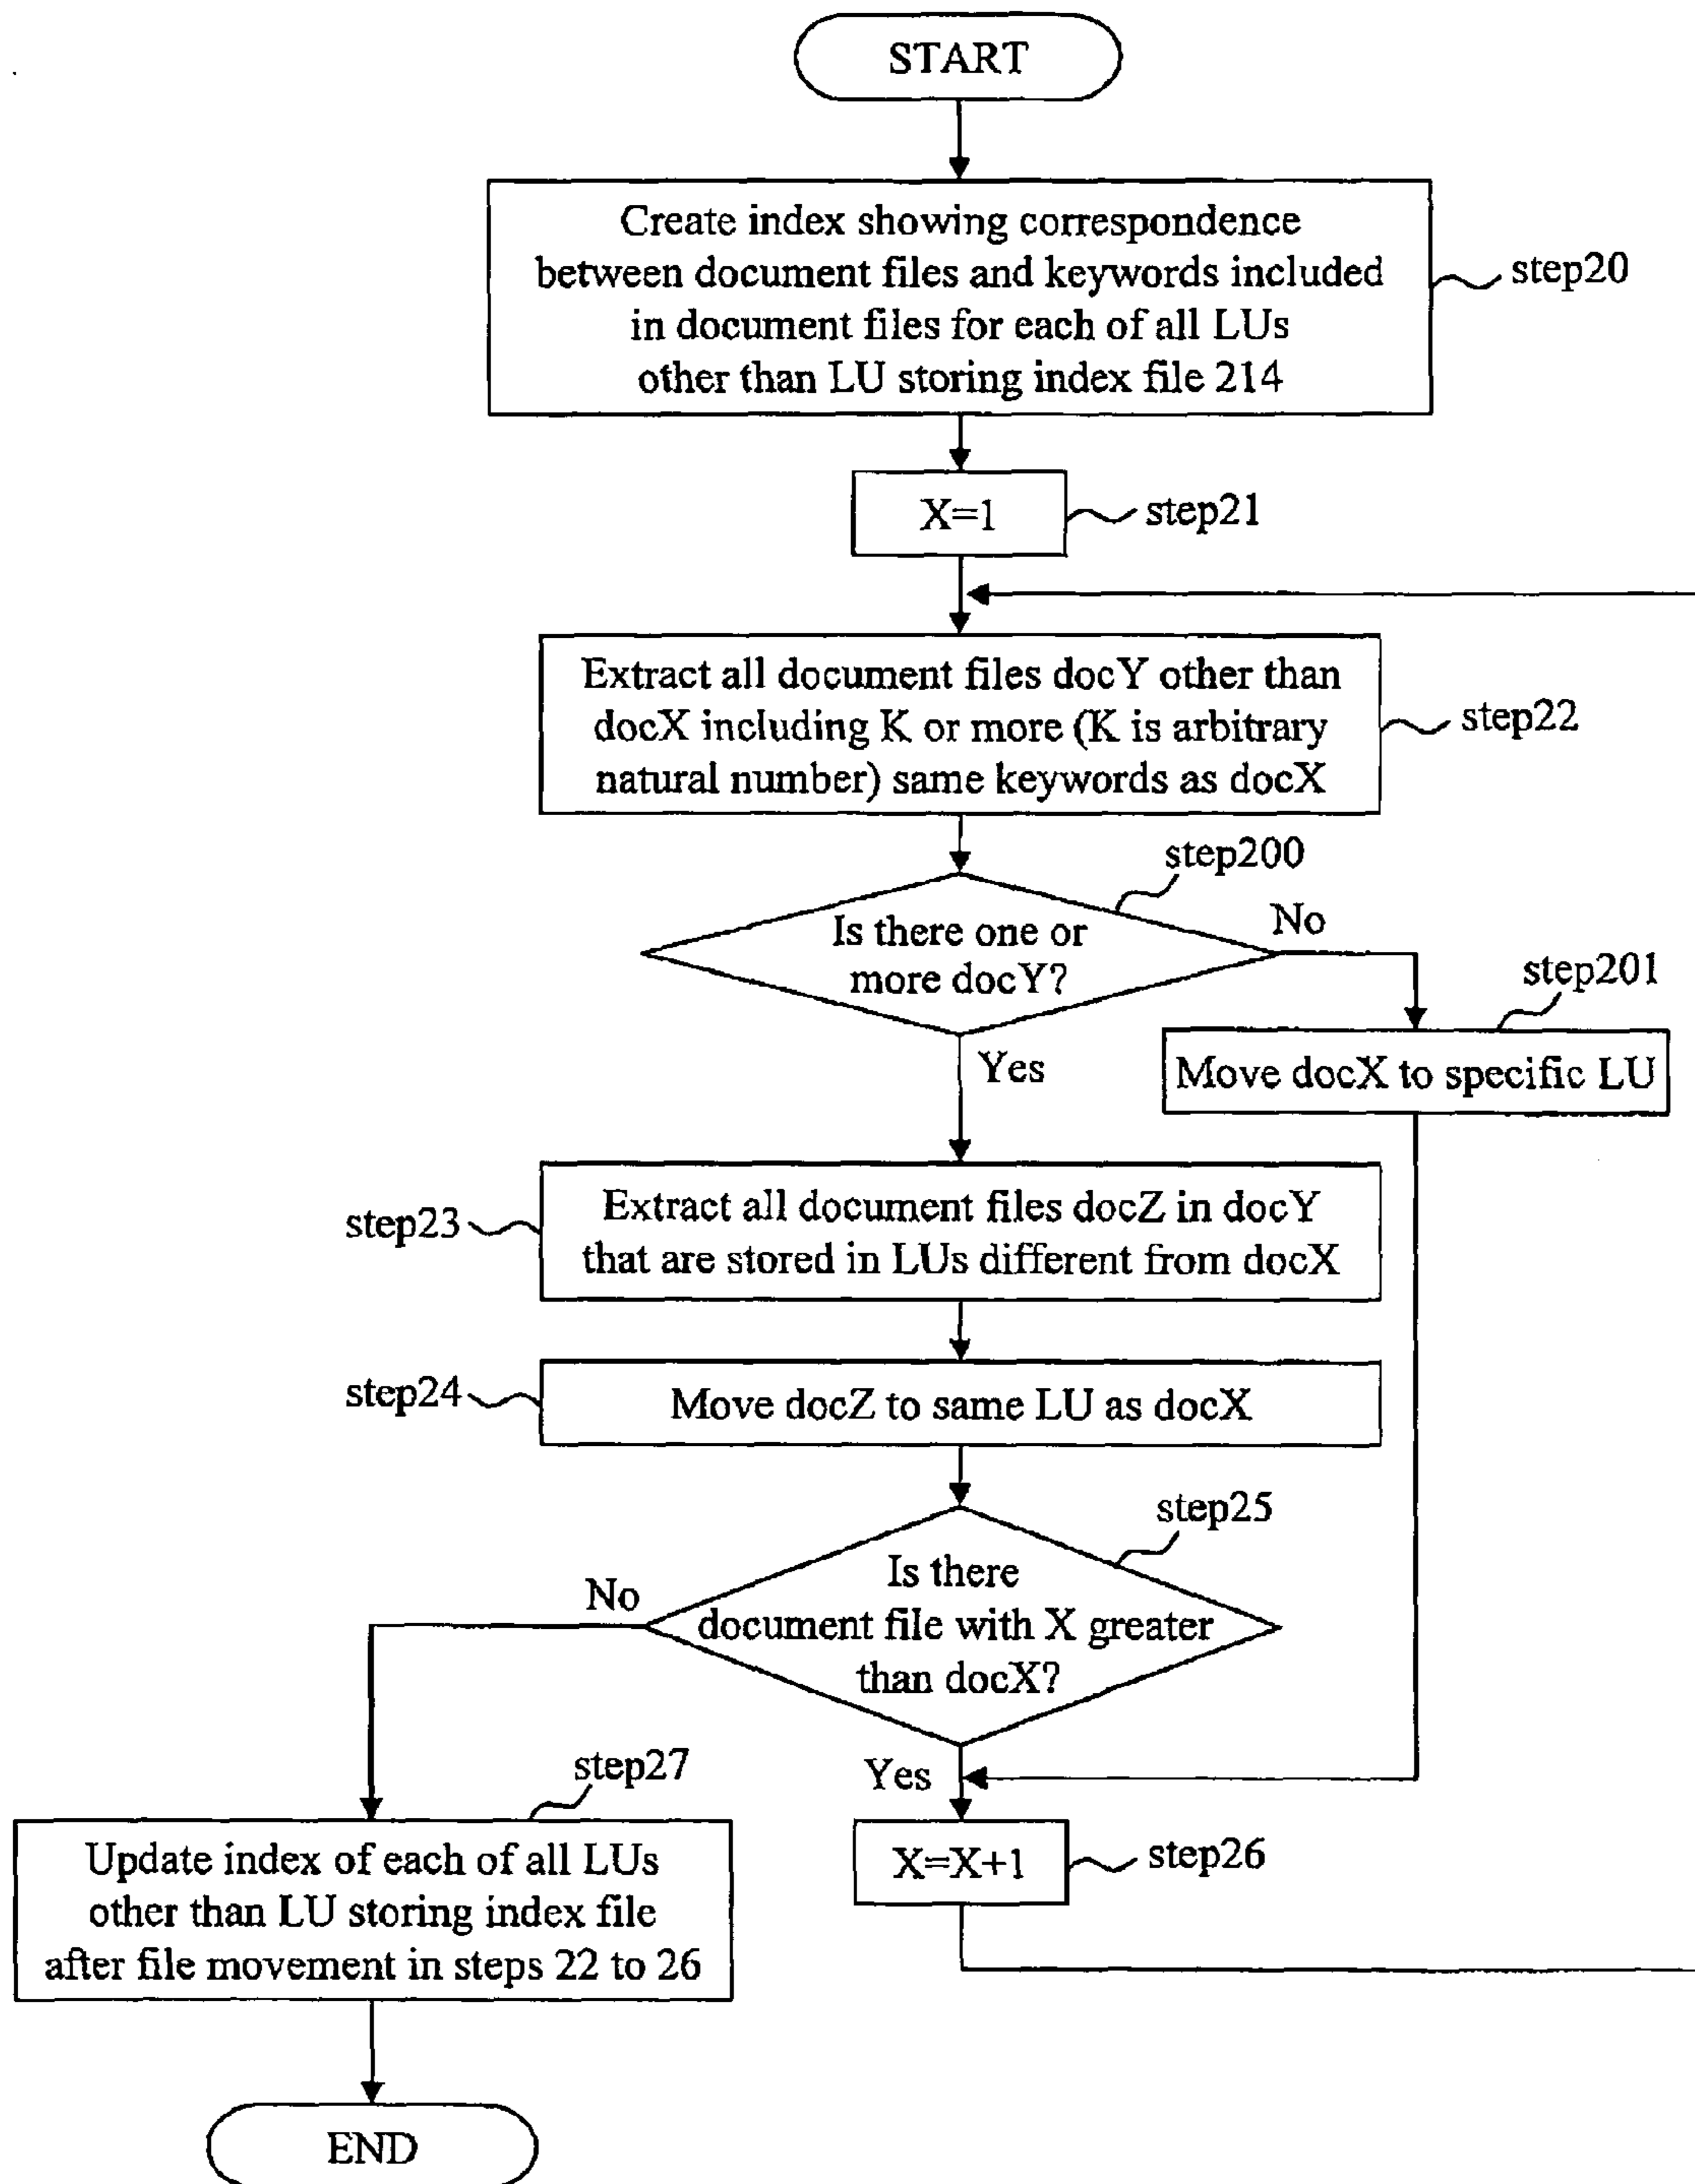 START
Create index showing correspondence
between document files and keywords included
in document files for each of all LUs
other than LU storing index file 214
step20
X=1
step21
Extract all document files docY other than
docX including K or more (K is arbitrary
natural number) same keywords as docX
step22
step200
Is there one or
more docY?
No
Yes
step201
Move docX to specific LU
step23
Extract all document files docZ in docY
that are stored in LUs different from docX
step24
Move docZ to same LU as docX
step25
Is there
document file with X greater
than docX?
No
Yes
step27
Update index of each of all LUs
other than LU storing index file
after file movement in steps 22 to 26
X=X+1
step26
END